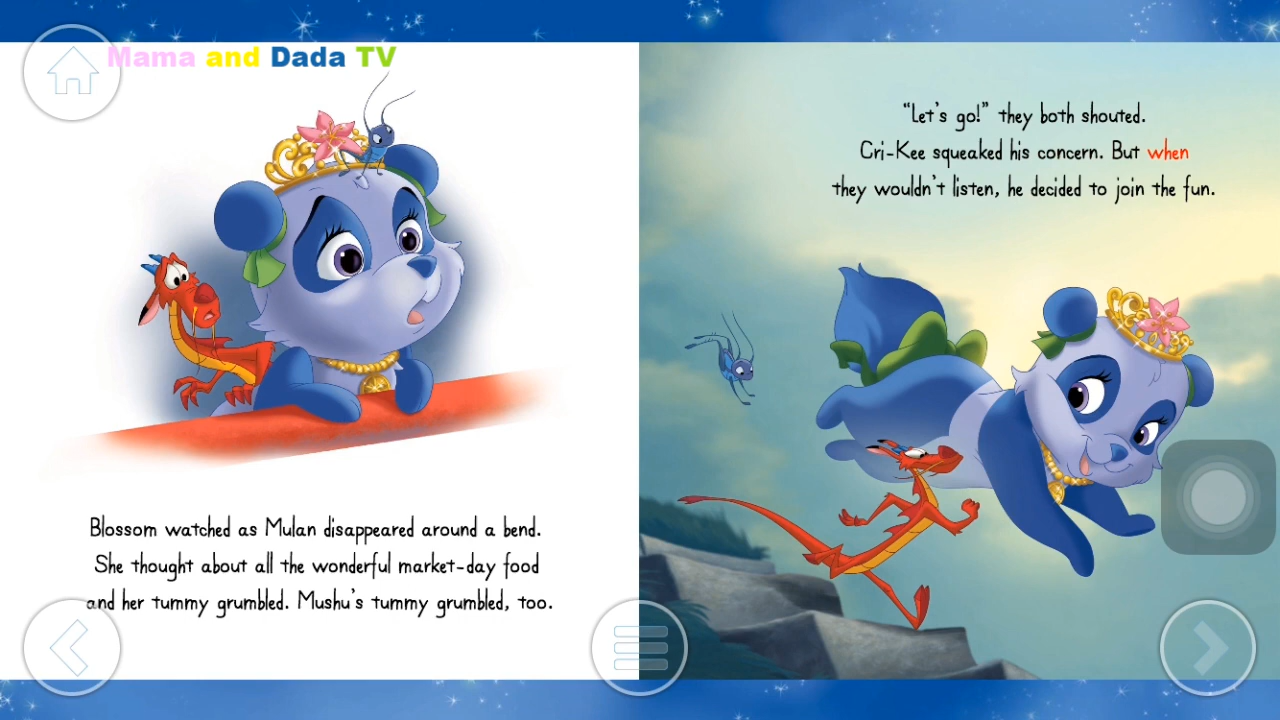 Mama and Dada TV
Blossom watched as Mulan disappeared around a bend.
She thought about all the wonderful market-day food
and her tummy grumbled. Mushu's tummy grumbled, too.
“Let's go!” they both shouted.
Cri-Kee squeaked his concern. But when
they wouldn't listen, he decided to join the fun.